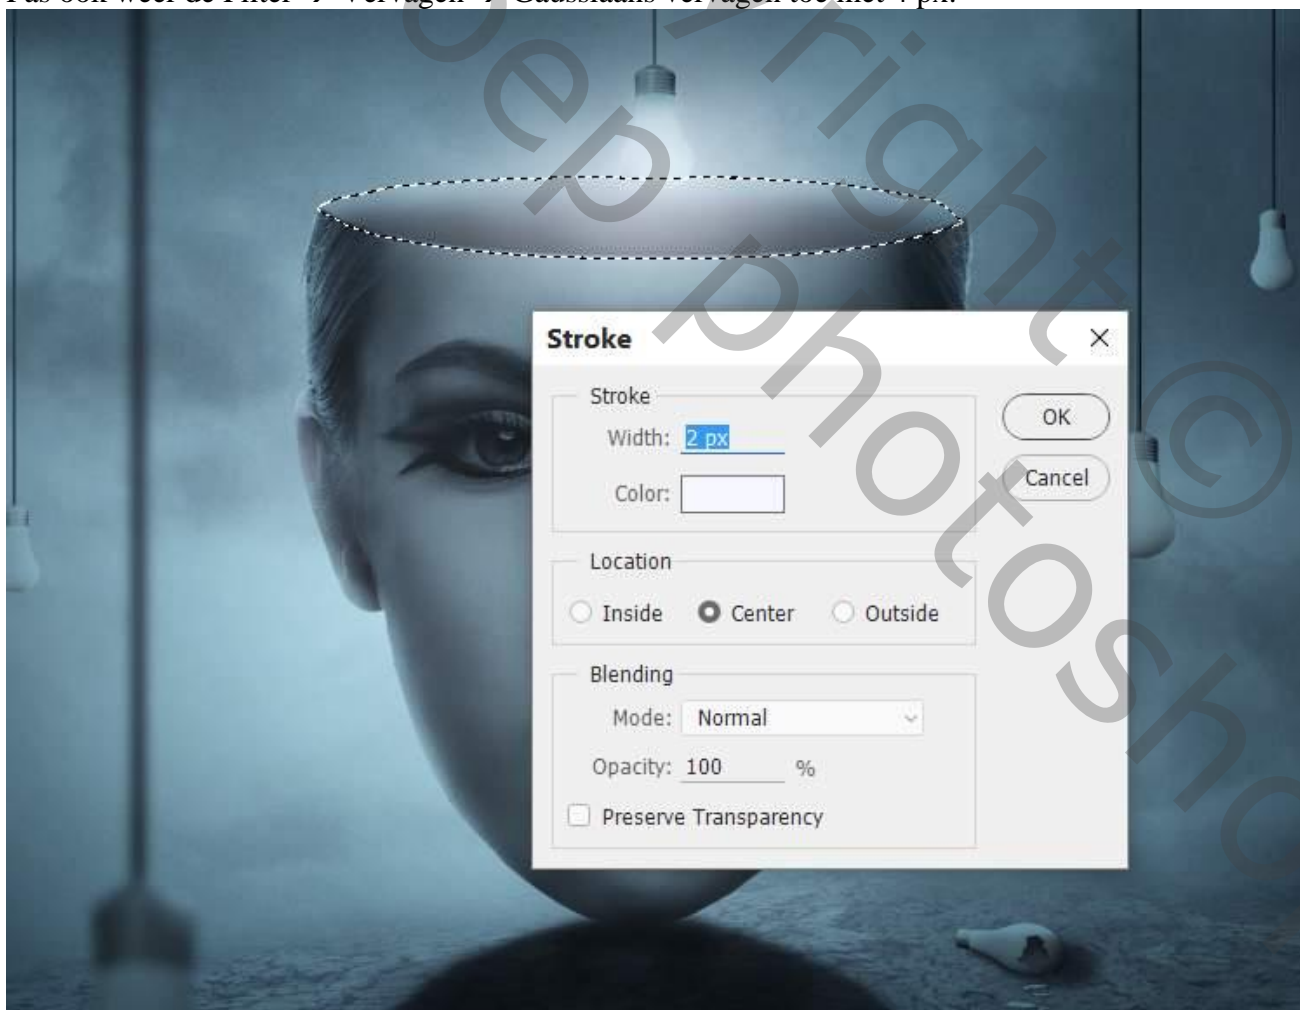 Pas ook weer de Filter → Vervagen → Gaussiaans vervagen toe met 4 px.
Stroke
Stroke
Width: 2 px
Color:
OK
Cancel
Location
Inside Center Outside
Blending
Mode: Normal
Opacity: 100 %
Preserve Transparency